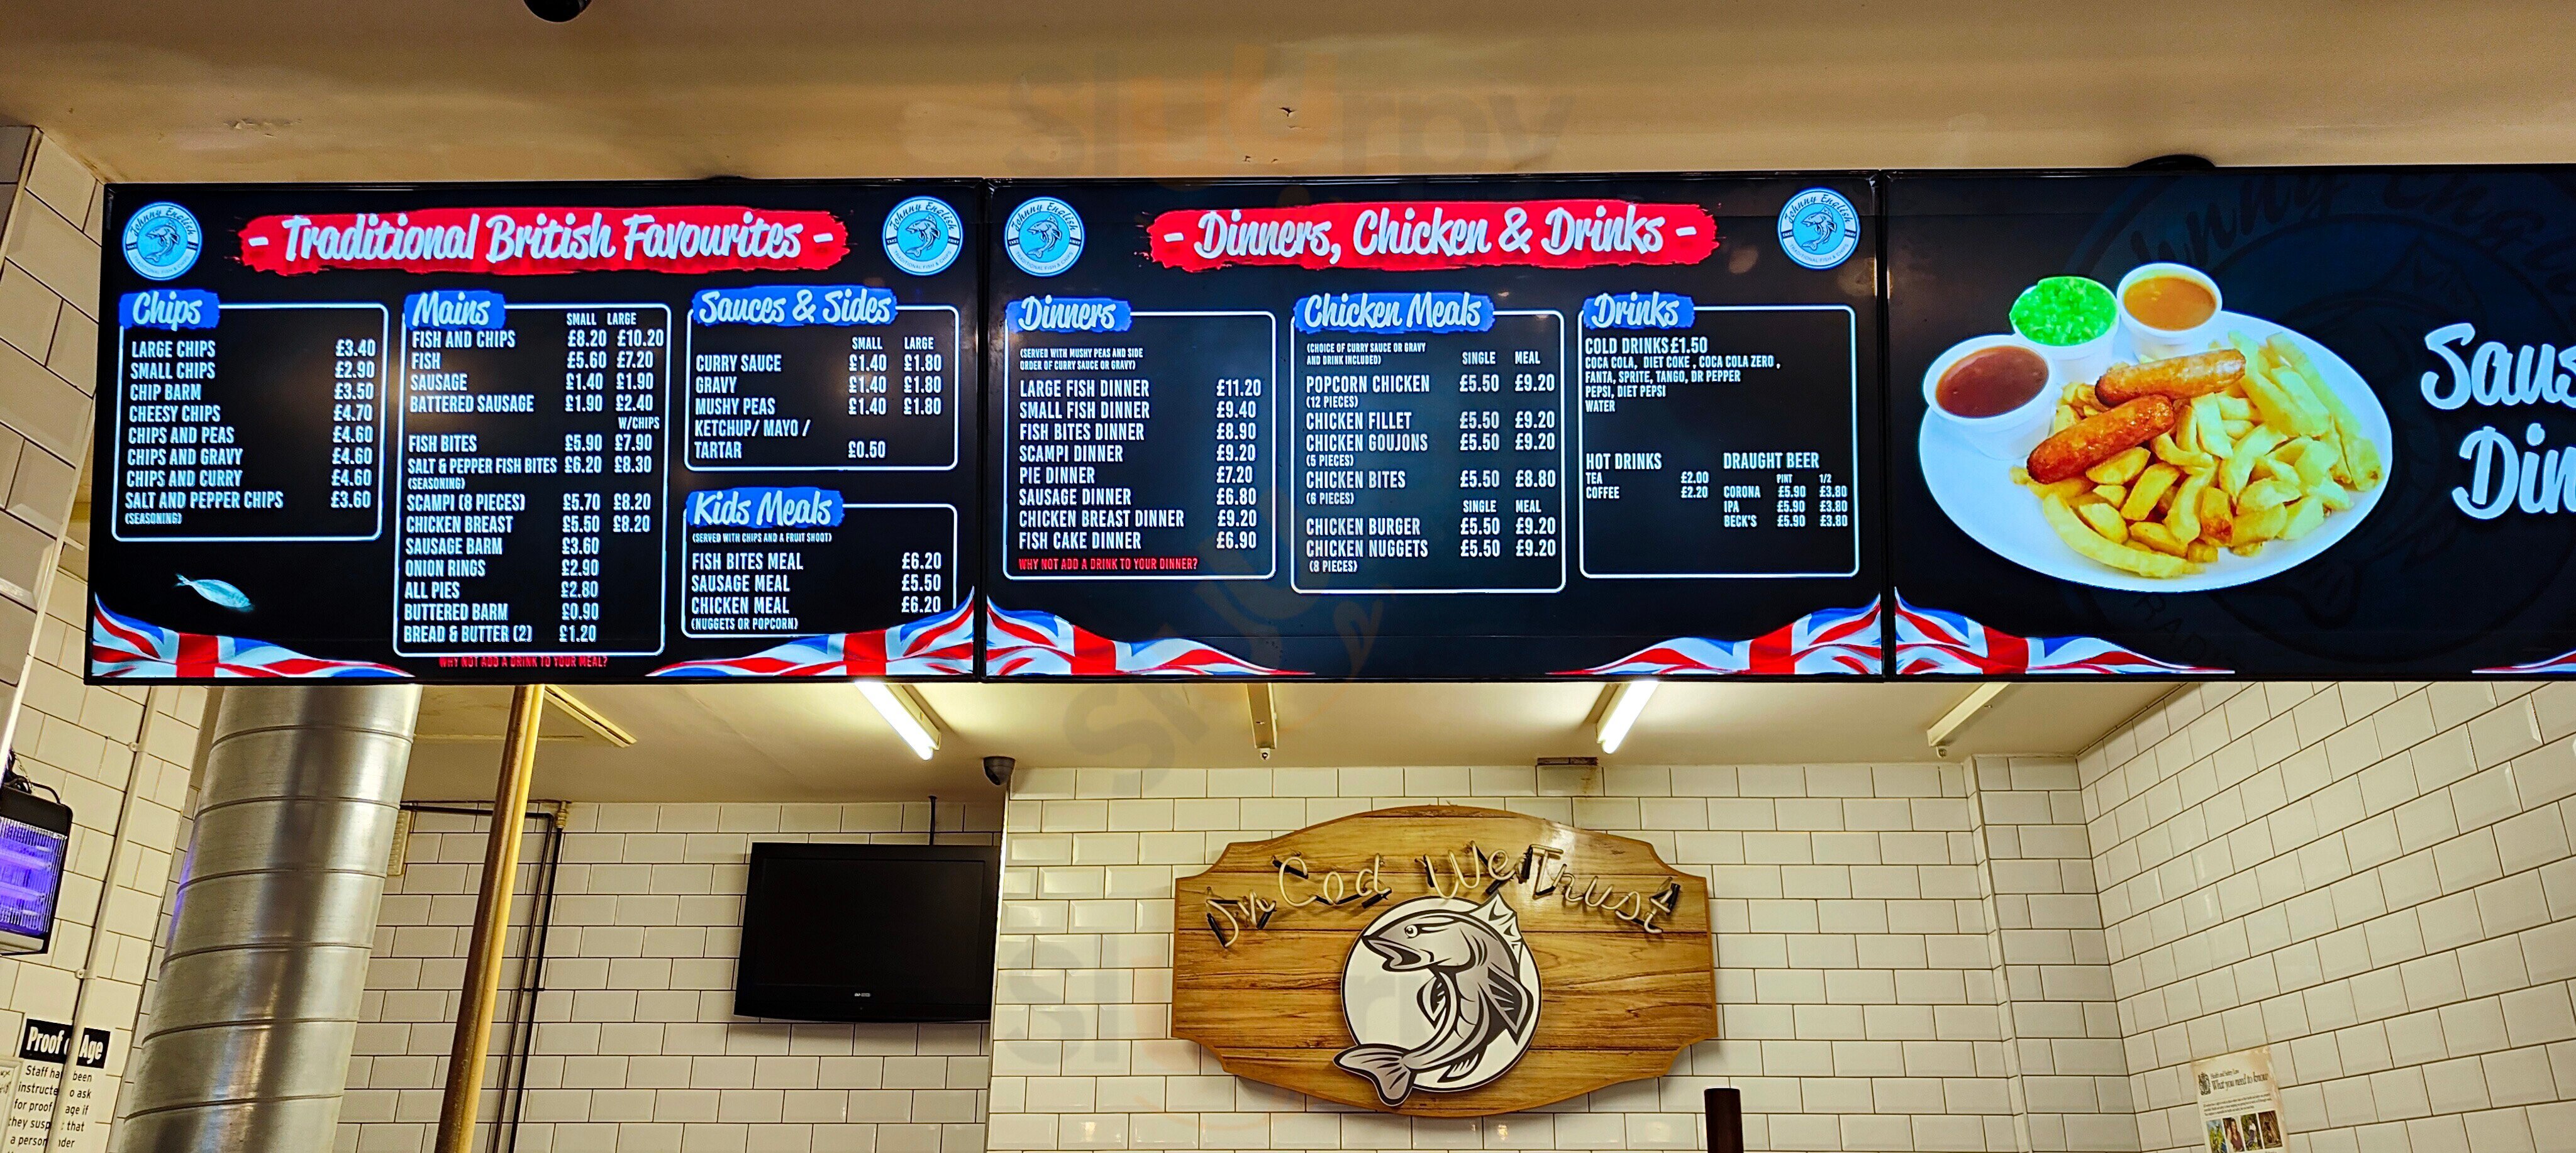 Johnny English
- Traditional British Favourites -
Johnny English
Chips
LARGE CHIPS £3.40
SMALL CHIPS £2.90
CHIP BARM £3.50
CHEESY CHIPS £4.70
CHIPS AND PEAS £4.60
CHIPS AND GRAVY £4.60
CHIPS AND CURRY £4.60
SALT AND PEPPER CHIPS £3.60
(SEASONING)
Mains
SMALL LARGE
FISH AND CHIPS £8.20 £10.20
FISH £5.60 £7.20
SAUSAGE £1.40 £1.90
BATTERED SAUSAGE £1.90 £2.40
W/CHIPS
FISH BITES £5.90 £7.90
SALT & PEPPER FISH BITES £6.20 £8.30
(SEASONING)
SCAMPI (8 PIECES) £5.70 £8.20
CHICKEN BREAST £5.50 £8.20
SAUSAGE BARM £3.60
ONION RINGS £2.90
ALL PIES £2.80
BUTTERED BARM £0.90
BREAD & BUTTER (2) £1.20
WHY NOT ADD A DRINK TO YOUR MEAL?
Sauces & Sides
SMALL LARGE
CURRY SAUCE £1.40 £1.80
GRAVY £1.40 £1.80
MUSHY PEAS £1.40 £1.80
KETCHUP/ MAYO /
TARTAR £0.50
Kids Meals
(SERVED WITH CHIPS AND A FRUIT SHOOT)
FISH BITES MEAL £6.20
SAUSAGE MEAL £5.50
CHICKEN MEAL £6.20
(NUGGETS OR POPCORN)
Johnny English
- Dinners, Chicken & Drinks -
Johnny English
Dinners
(SERVED WITH MUSHY PEAS AND SIDE
ORDER OF CURRY SAUCE OR GRAVY)
LARGE FISH DINNER £11.20
SMALL FISH DINNER £9.40
FISH BITES DINNER £8.90
SCAMPI DINNER £9.20
PIE DINNER £7.20
SAUSAGE DINNER £6.80
CHICKEN BREAST DINNER £9.20
FISH CAKE DINNER £6.90
WHY NOT ADD A DRINK TO YOUR DINNER?
Chicken Meals
(CHOICE OF CURRY SAUCE OR GRAVY
AND DRINK INCLUDED)
SINGLE MEAL
POPCORN CHICKEN £5.50 £9.20
(12 PIECES)
CHICKEN FILLET £5.50 £9.20
CHICKEN GOUJONS £5.50 £9.20
(5 PIECES)
CHICKEN BITES £5.50 £8.80
(6 PIECES)
SINGLE MEAL
CHICKEN BURGER £5.50 £9.20
CHICKEN NUGGETS £5.50 £9.20
(8 PIECES)
Drinks
COLD DRINKS £1.50
COCA COLA, DIET COKE , COCA COLA ZERO ,
FANTA, SPRITE, TANGO, DR PEPPER
PEPSI, DIET PEPSI
WATER
HOT DRINKS
TEA £2.00
COFFEE £2.20
DRAUGHT BEER
PINT 1/2
CORONA £5.90 £3.80
IPA £5.90 £3.80
BECK'S £5.90 £3.80
Saus
Din
In Cod We Trust
Proof Age
Staff ha been
instructe o ask
for proof age if
they susp t that
a person nder
What you need to know